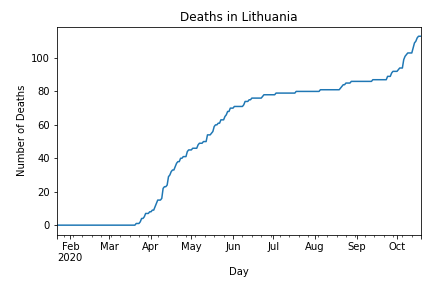 Deaths in Lithuania
Number of Deaths
100
80
60
40
20
0
Feb Mar Apr May Jun Jul Aug Sep Oct
2020
Day